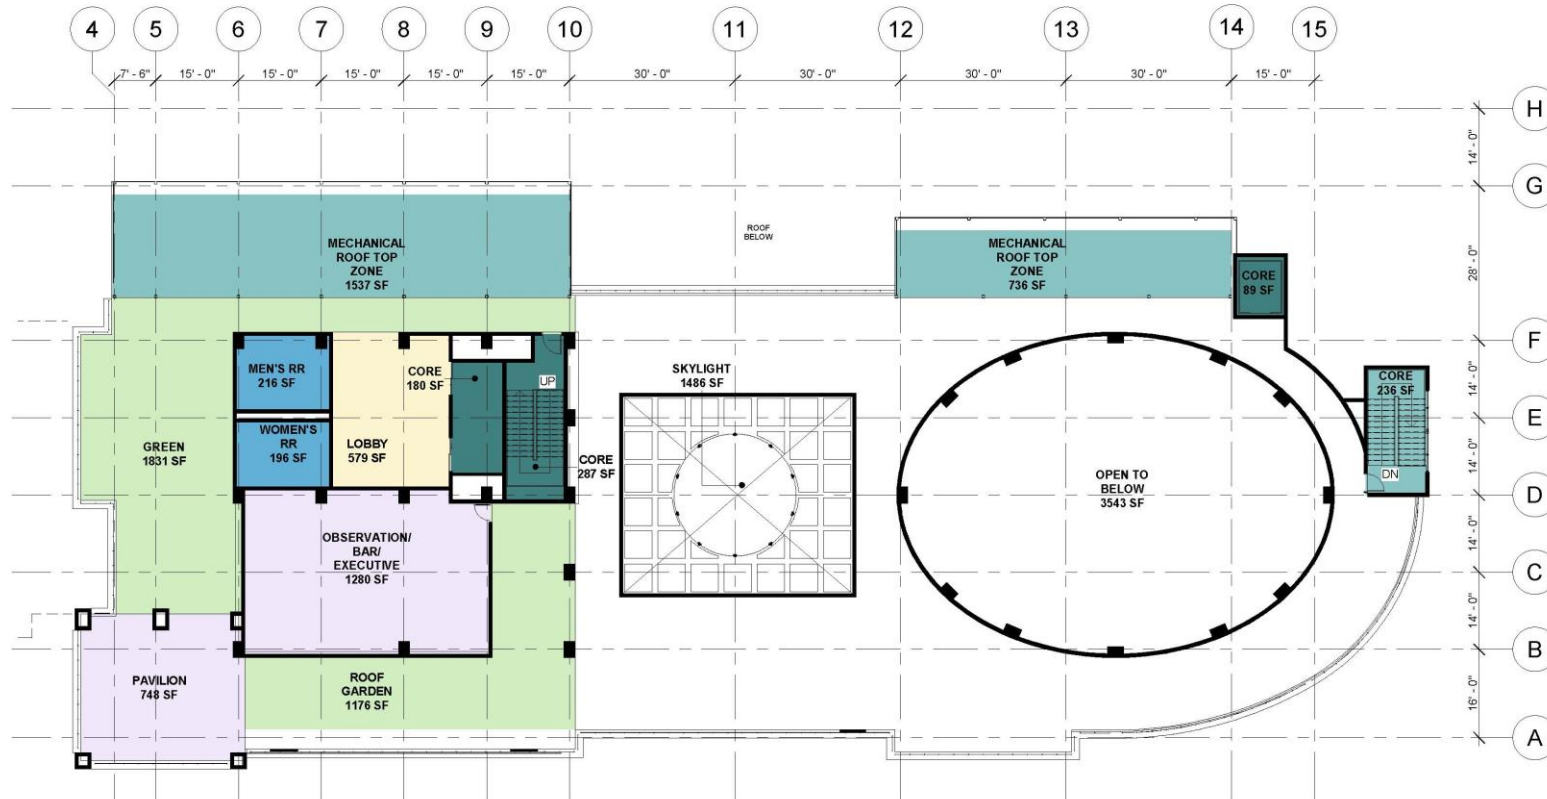 4 5 6 7 8 9 10 11 12 13 14 15
7' - 6" 15' - 0" 15' - 0" 15' - 0" 15' - 0" 15' - 0" 30' - 0" 30' - 0" 30' - 0" 30' - 0" 15' - 0"
H
14' - 0"
G
ROOF
BELOW
MECHANICAL
ROOF TOP
ZONE
1537 SF
MECHANICAL
ROOF TOP
ZONE
736 SF
28' - 0"
CORE
89 SF
F
MEN'S RR
216 SF
CORE
180 SF
UP
SKYLIGHT
1486 SF
CORE
236 SF
14' - 0"
E
WOMEN'S
RR
196 SF
GREEN
1831 SF
LOBBY
579 SF
CORE
287 SF
OPEN TO
BELOW
3543 SF
DN
14' - 0"
D
OBSERVATION/
BAR/
EXECUTIVE
1280 SF
14' - 0"
C
14' - 0"
B
PAVILION
748 SF
ROOF
GARDEN
1176 SF
16' - 0"
A